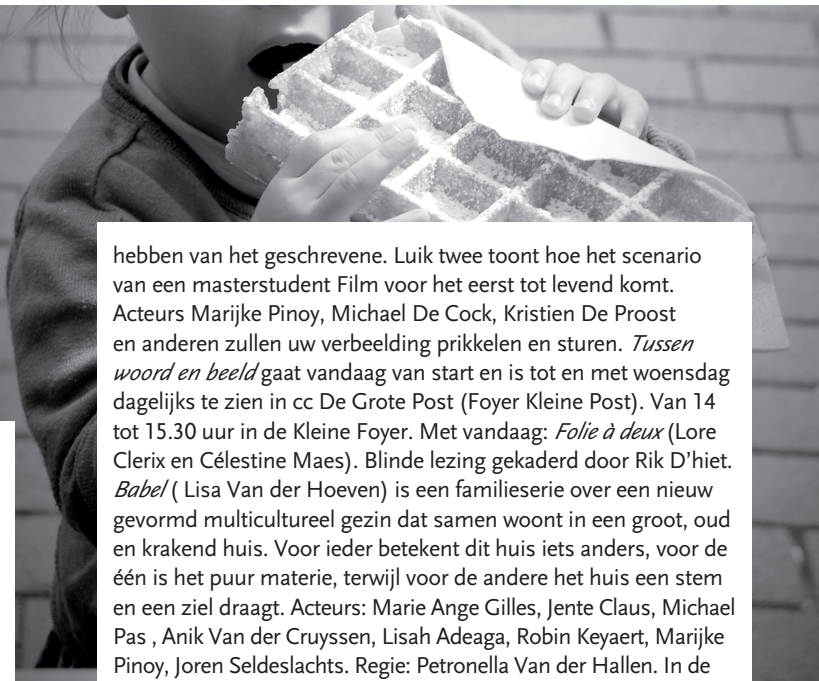 hebben van het geschrevene. Luik twee toont hoe het scenario
van een masterstudent Film voor het eerst tot levend komt.
Acteurs Marijke Pinoy, Michael De Cock, Kristien De Proost
en anderen zullen uw verbeelding prikkelen en sturen. Tussen
woord en beeld gaat vandaag van start en is tot en met woensdag
dagelijks te zien in cc De Grote Post (Foyer Kleine Post). Van 14
tot 15.30 uur in de Kleine Foyer. Met vandaag: Folie à deux (Lore
Clerix en Célestine Maes). Blinde lezing gekaderd door Rik D’hiet.
Babel ( Lisa Van der Hoeven) is een familieserie over een nieuw
gevormd multicultureel gezin dat samen woont in een groot, oud
en krakend huis. Voor ieder betekent dit huis iets anders, voor de
één is het puur materie, terwijl voor de andere het huis een stem
en een ziel draagt. Acteurs: Marie Ange Gilles, Jente Claus, Michael
Pas , Anik Van der Cruyssen, Lisah Adeaga, Robin Keyaert, Marijke
Pinoy, Joren Seldeslachts. Regie: Petronella Van der Hallen. In de